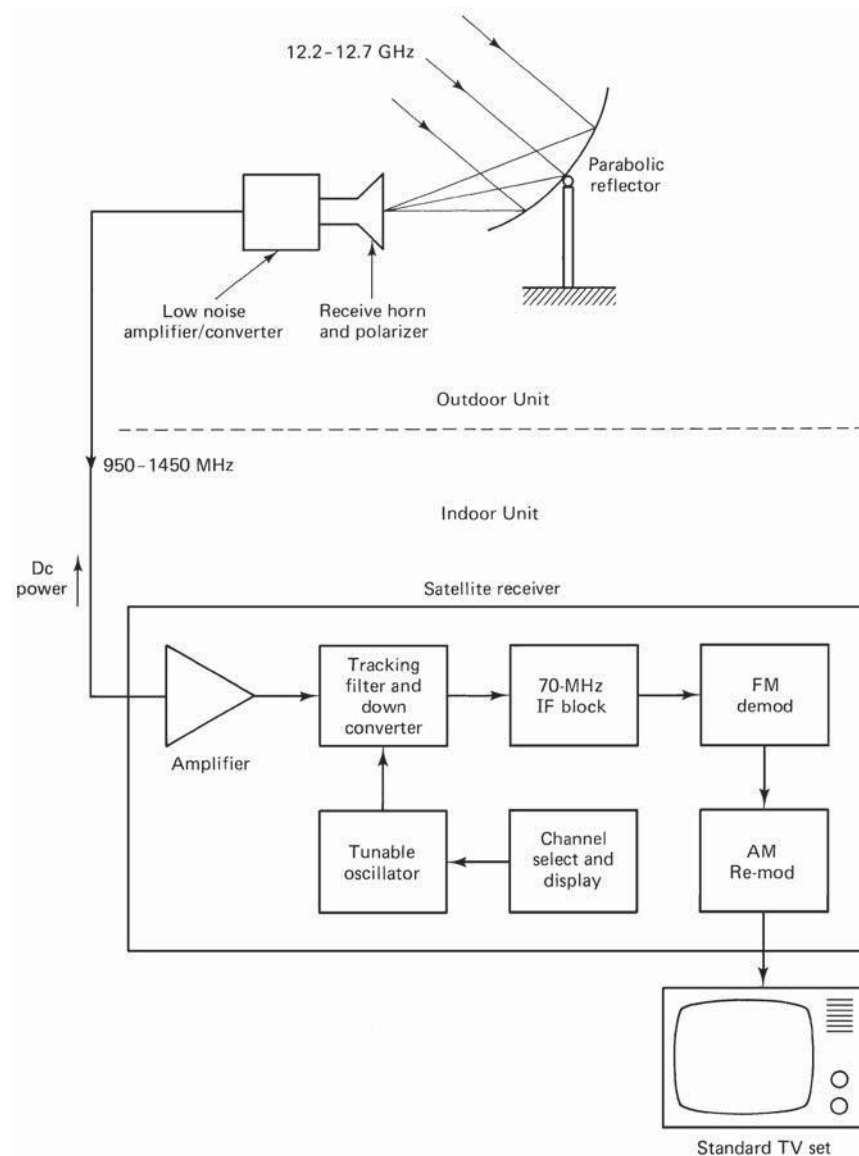 12.2-12.7 GHz
Parabolic
reflector
Low noise
amplifier/converter
Receive horn
and polarizer
Outdoor Unit
950-1450 MHz
Indoor Unit
Dc
power
Satellite receiver
Tracking
filter and
down
converter
70-MHz
IF block
FM
demod
Amplifier
Tunable
oscillator
Channel
select and
display
AM
Re-mod
Standard TV set